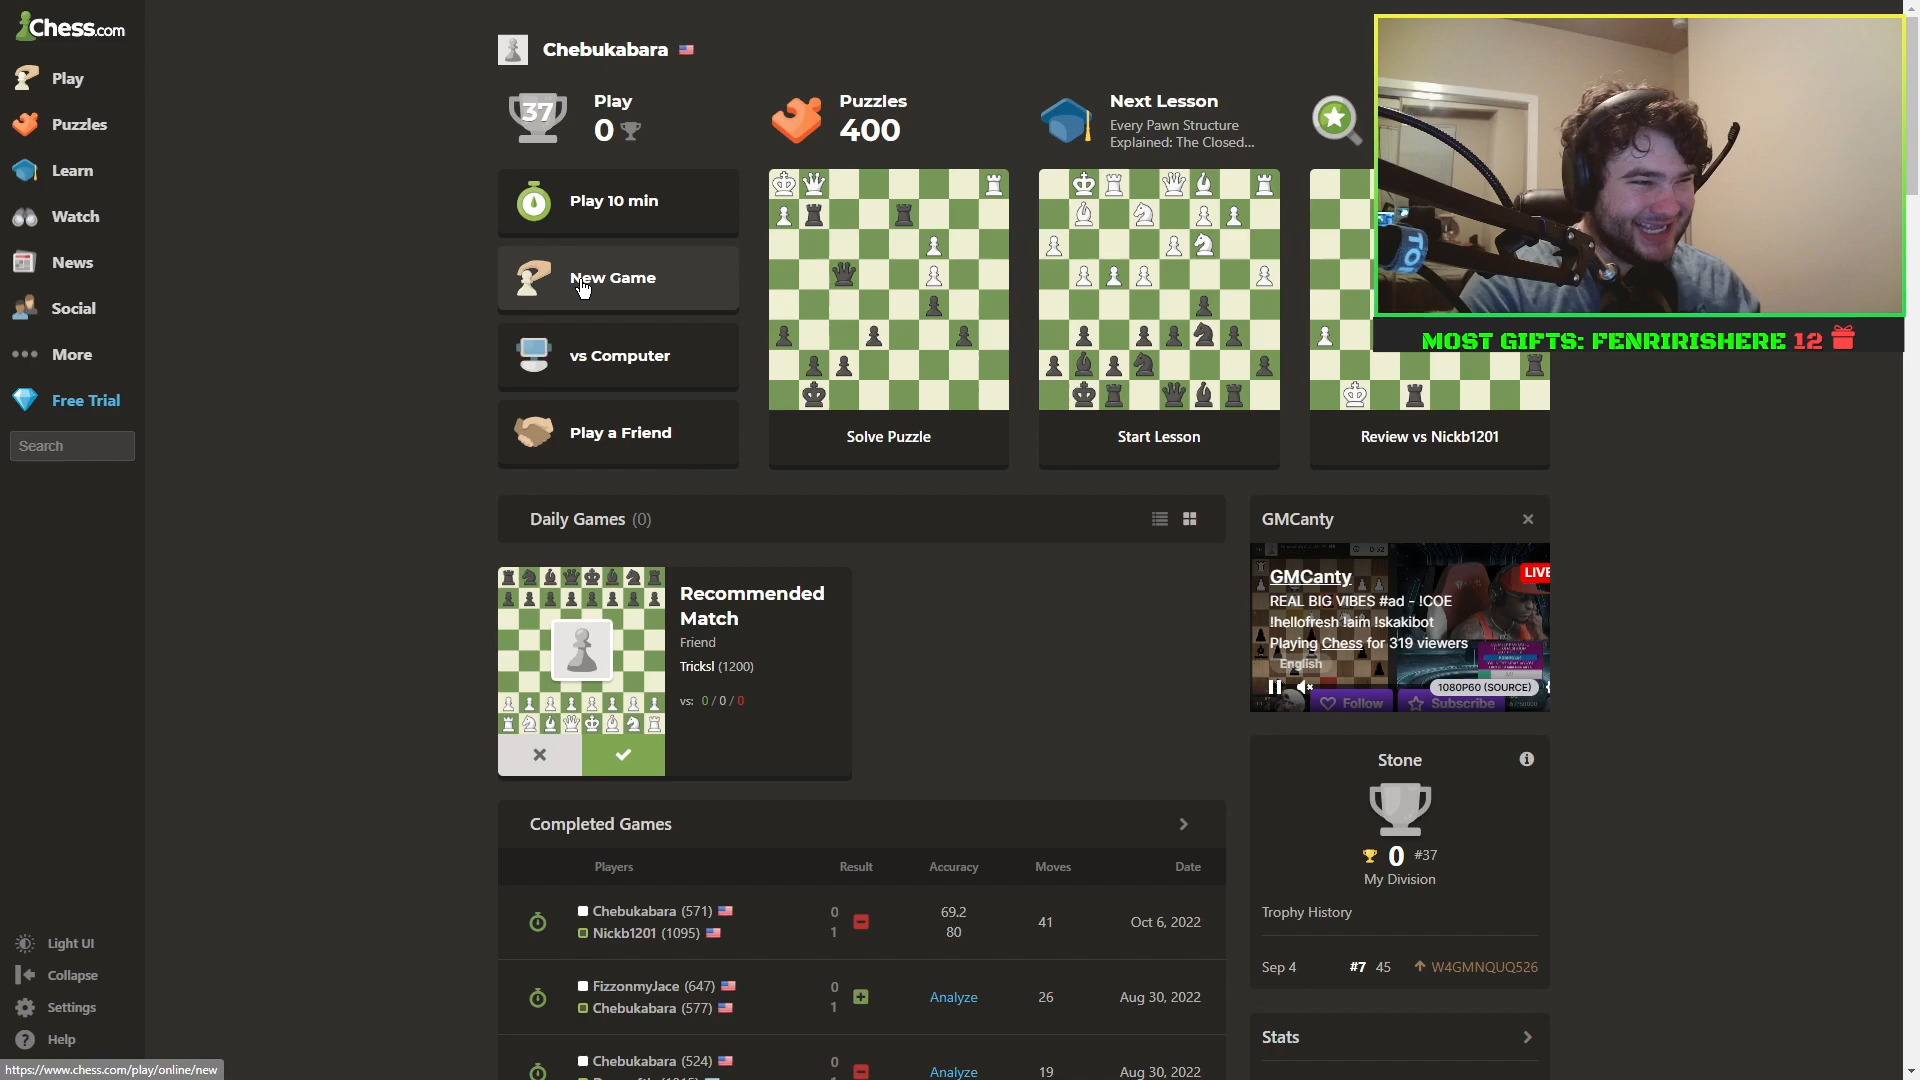 Chess.com
Play
Puzzles
Learn
Watch
News
Social
More
Free Trial
Search
Light UI
Collapse
Settings
Help
https://www.chess.com/play/online/new
Chebukabara
37
Play
0
Puzzles
400
Next Lesson
Every Pawn Structure
Explained: The Closed...
Play 10 min
New Game
vs Computer
Play a Friend
Solve Puzzle
Start Lesson
Review vs Nickb1201
MOST GIFTS: FENRIRISHERE 12
Daily Games (0)
Recommended
Match
Friend
Tricksl (1200)
vs: 0 / 0 / 0
Completed Games
Players Result Accuracy Moves Date
Chebukabara (571) 0 69.2
Nickb1201 (1095) 1 80
41 Oct 6, 2022
FizzonmyJace (647) 0
Chebukabara (577) 1
Analyze 26 Aug 30, 2022
Chebukabara (524) 0
Analyze 19 Aug 30, 2022
GMCanty
LIVE
GMCanty
REAL BIG VIBES #ad - !COE
!hellofresh !aim !skakibot
Playing Chess for 319 viewers
English
1080P60 (SOURCE)
Follow
Subscribe
Stone
0 #37
My Division
Trophy History
Sep 4 #7 45 W4GMNQUQ526
Stats